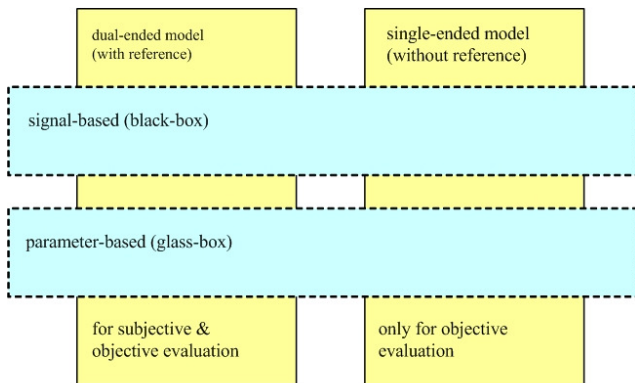 dual-ended model
(with reference)
single-ended model
(without reference)
signal-based (black-box)
parameter-based (glass-box)
for subjective &
objective evaluation
only for objective
evaluation